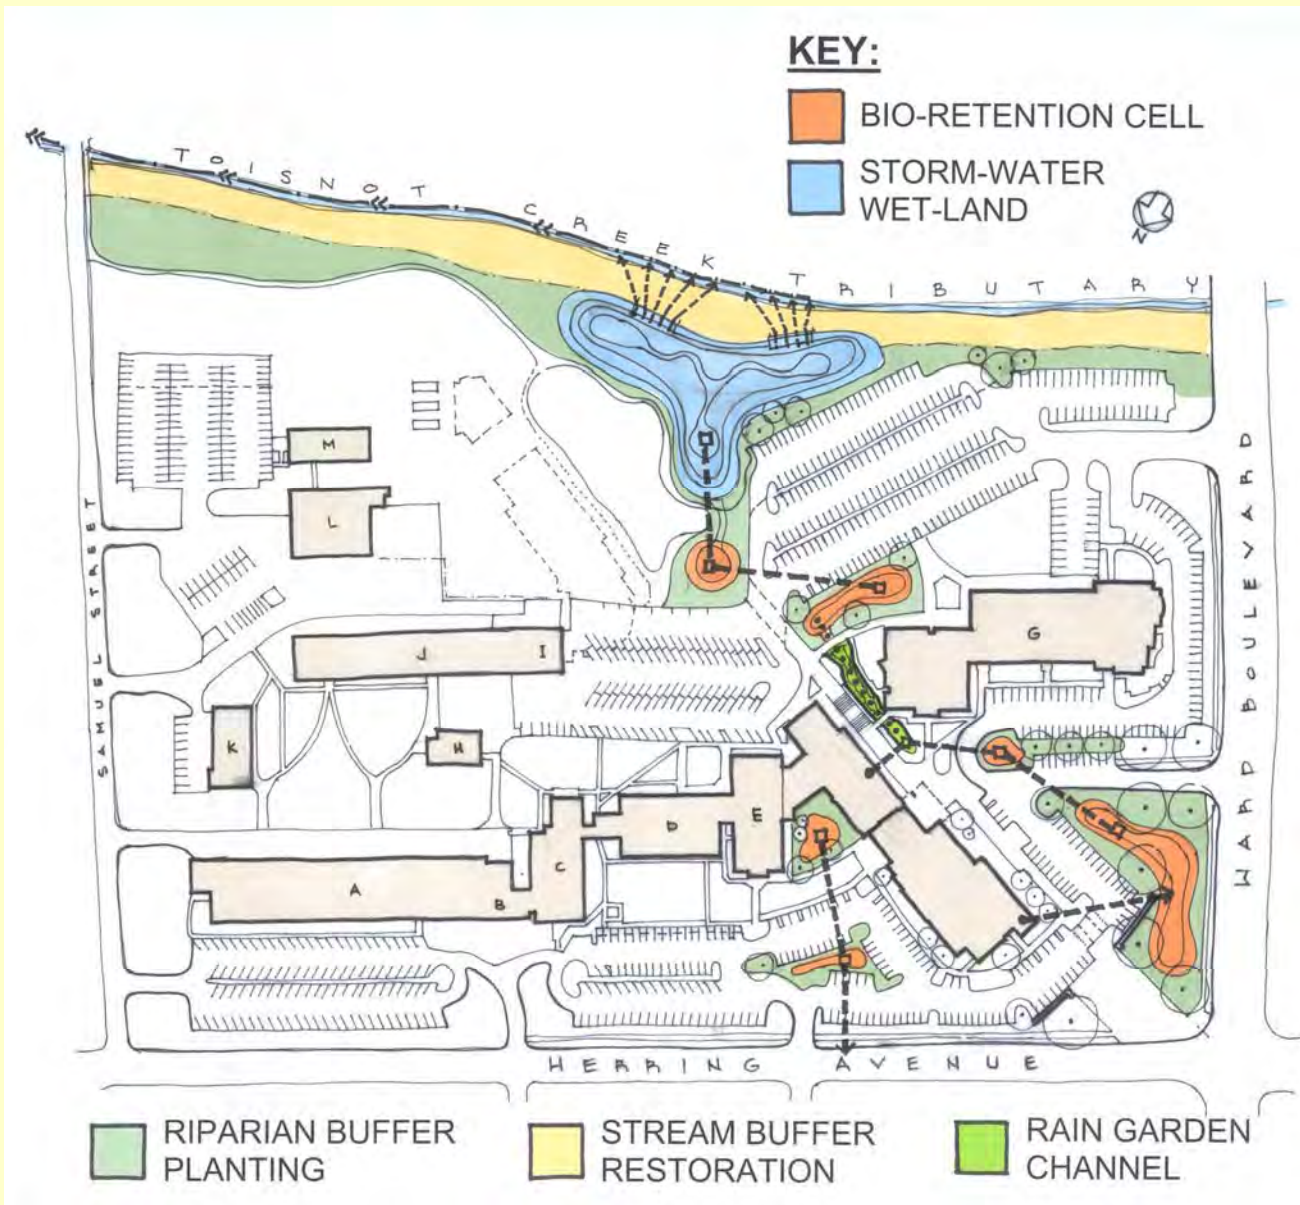 KEY:
BIO-RETENTION CELL
STORM-WATER
WET-LAND
N
TOISNOT CREEK TRIBUTARY
SAMUEL STREET
WARD BOULEVARD
M
L
J
I
G
K
H
E
D
C
A
B
HERRING AVENUE
RIPARIAN BUFFER
PLANTING
STREAM BUFFER
RESTORATION
RAIN GARDEN
CHANNEL